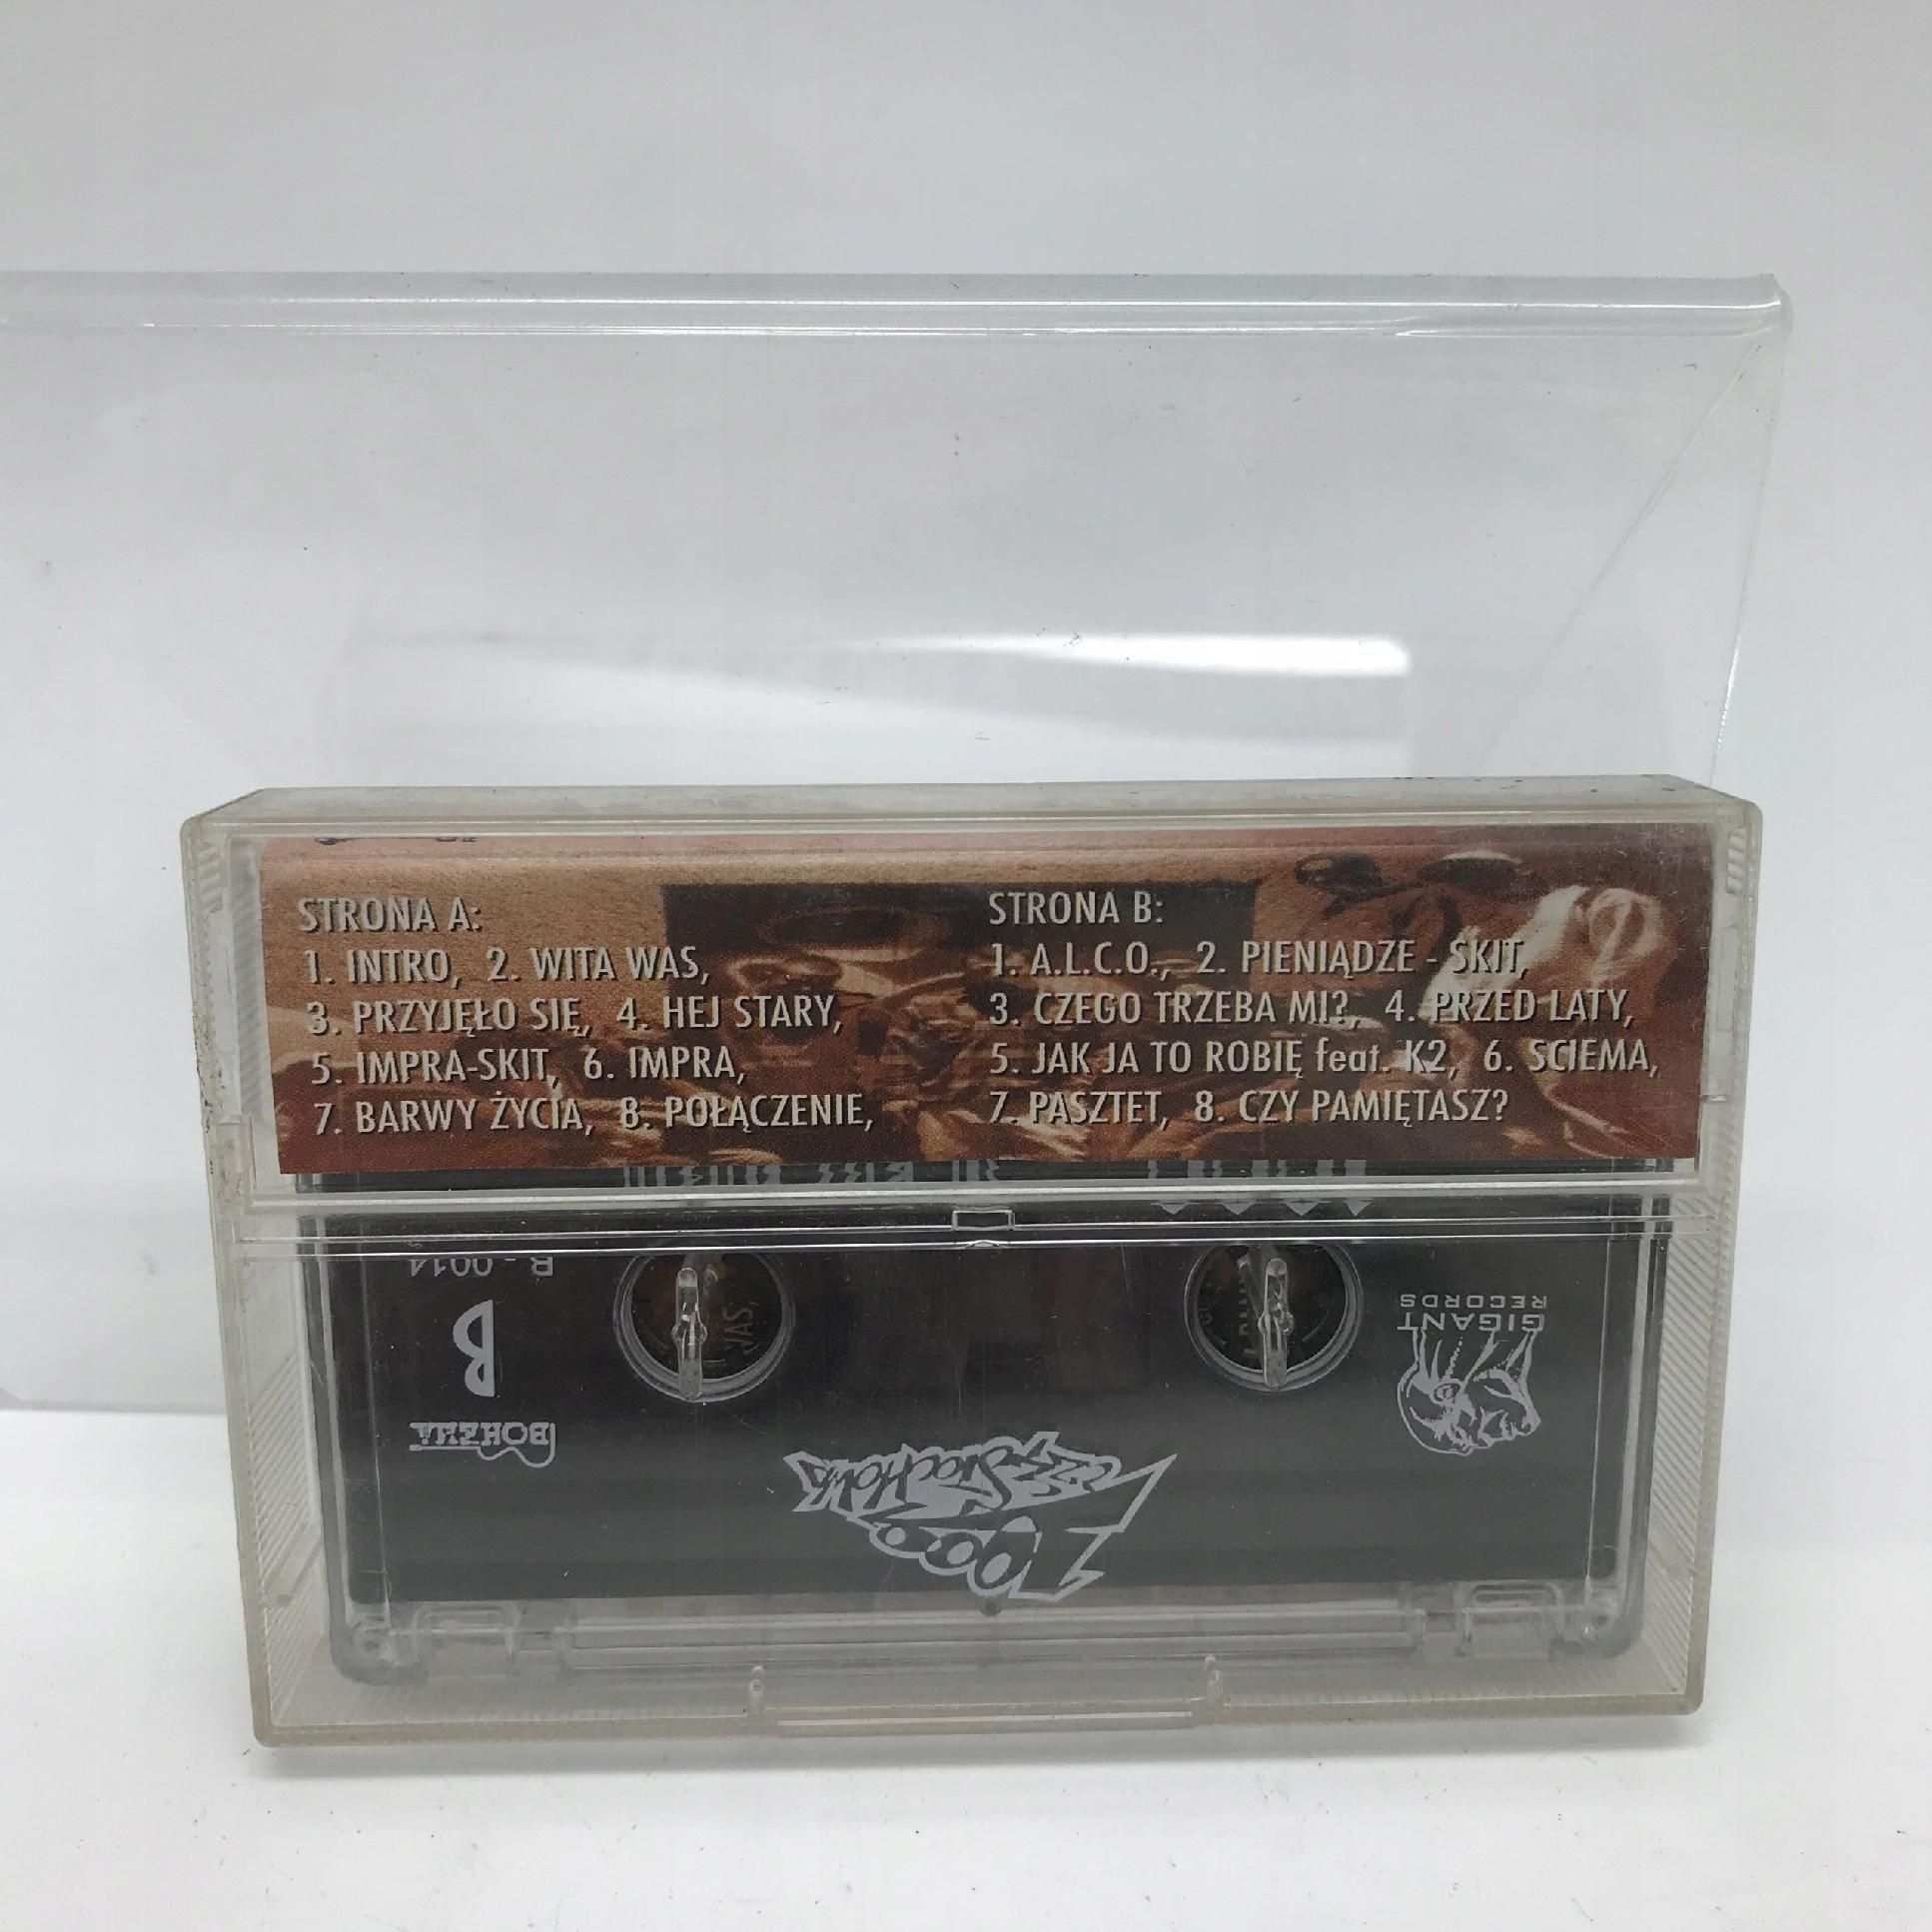 STRONA A:
1. INTRO, 2. WITA WAS,
3. PRZYJĘŁO SIĘ, 4. HEJ STARY,
5. IMPRA-SKIT, 6. IMPRA,
7. BARWY ŻYCIA, 8. POŁĄCZENIE,
STRONA B:
1. A.L.C.O., 2. PIENIĄDZE - SKIT,
3. CZEGO TRZEBA MI?, 4. PRZED LATY,
5. JAK JA TO ROBIĘ feat. K2, 6. SCIEMA,
7. PASZTET, 8. CZY PAMIĘTASZ?
B - 0014
B
BOHEMA
GIGANT
RECORDS
WAS,